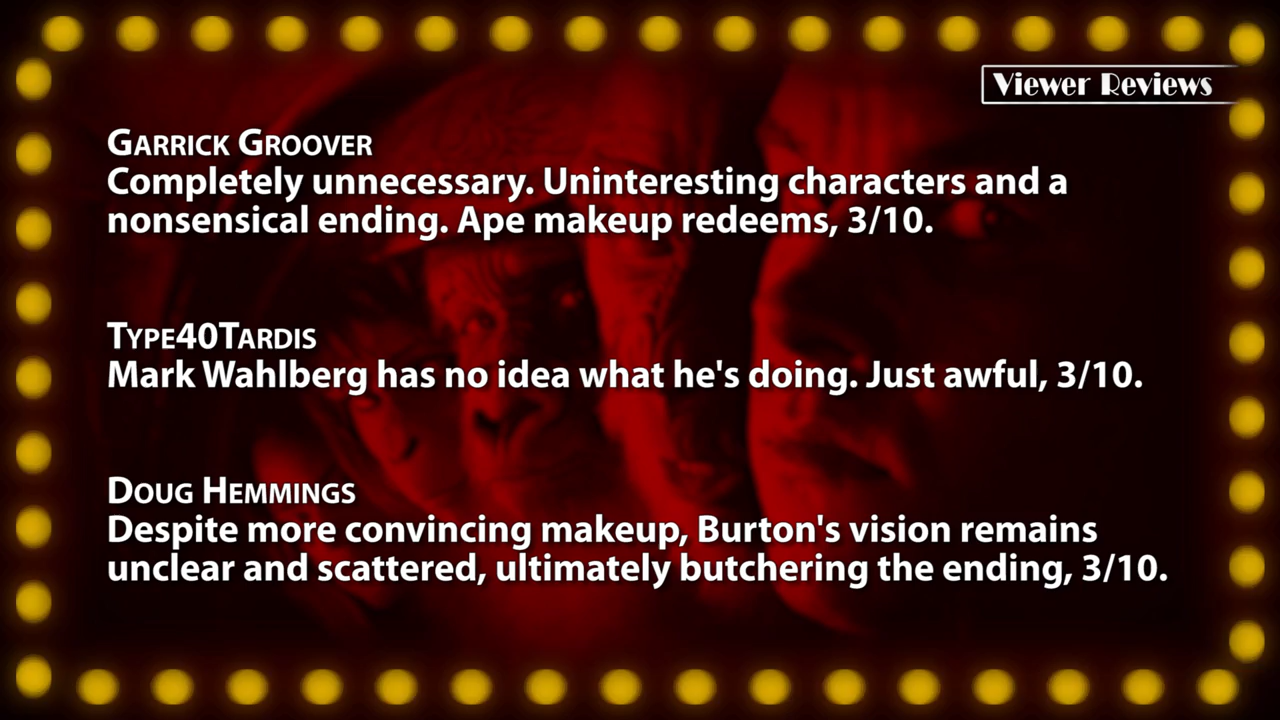 Viewer Reviews
Garrick Groover
Completely unnecessary. Uninteresting characters and a
nonsensical ending. Ape makeup redeems, 3/10.
Type40Tardis
Mark Wahlberg has no idea what he's doing. Just awful, 3/10.
Doug Hemmings
Despite more convincing makeup, Burton's vision remains
unclear and scattered, ultimately butchering the ending, 3/10.